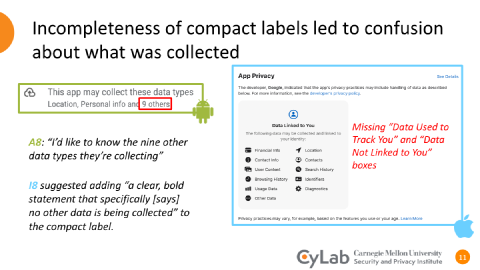 Incompleteness of compact labels led to confusion
about what was collected
This app may collect these data types
Location, Personal info and 9 others
A8: “I’d like to know the nine other
data types they’re collecting”
I8 suggested adding “a clear, bold
statement that specifically [says]
no other data is being collected” to
the compact label.
App Privacy
See Details
The developer, Google, indicated that the app's privacy practices may include handling of data as described
below. For more information, see the developer's privacy policy.
Data Linked to You
The following data may be collected and linked to
your identity:
Financial Info
Location
Contact Info
Contacts
User Content
Search History
Browsing History
Identifiers
Usage Data
Diagnostics
Other Data
Missing “Data Used to
Track You” and “Data
Not Linked to You”
boxes
Privacy practices may vary, for example, based on the features you use or your age. Learn More
CyLab
Carnegie Mellon University
Security and Privacy Institute
11